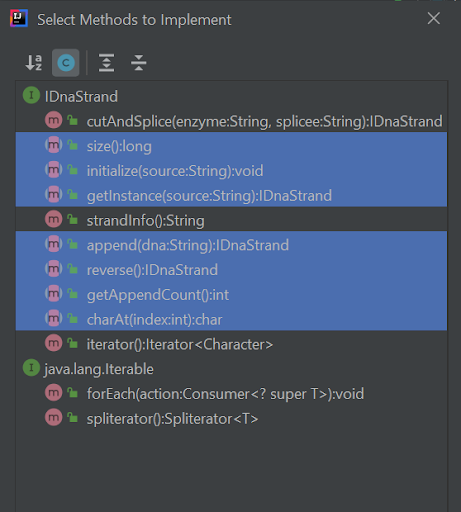 Select Methods to Implement
IDnaStrand
cutAndSplice(enzyme:String, splicee:String):IDnaStrand
size():long
initialize(source:String):void
getInstance(source:String):IDnaStrand
strandInfo():String
append(dna:String):IDnaStrand
reverse():IDnaStrand
getAppendCount():int
charAt(index:int):char
iterator():Iterator<Character>
java.lang.Iterable
forEach(action:Consumer<? super T>):void
spliterator():Spliterator<T>